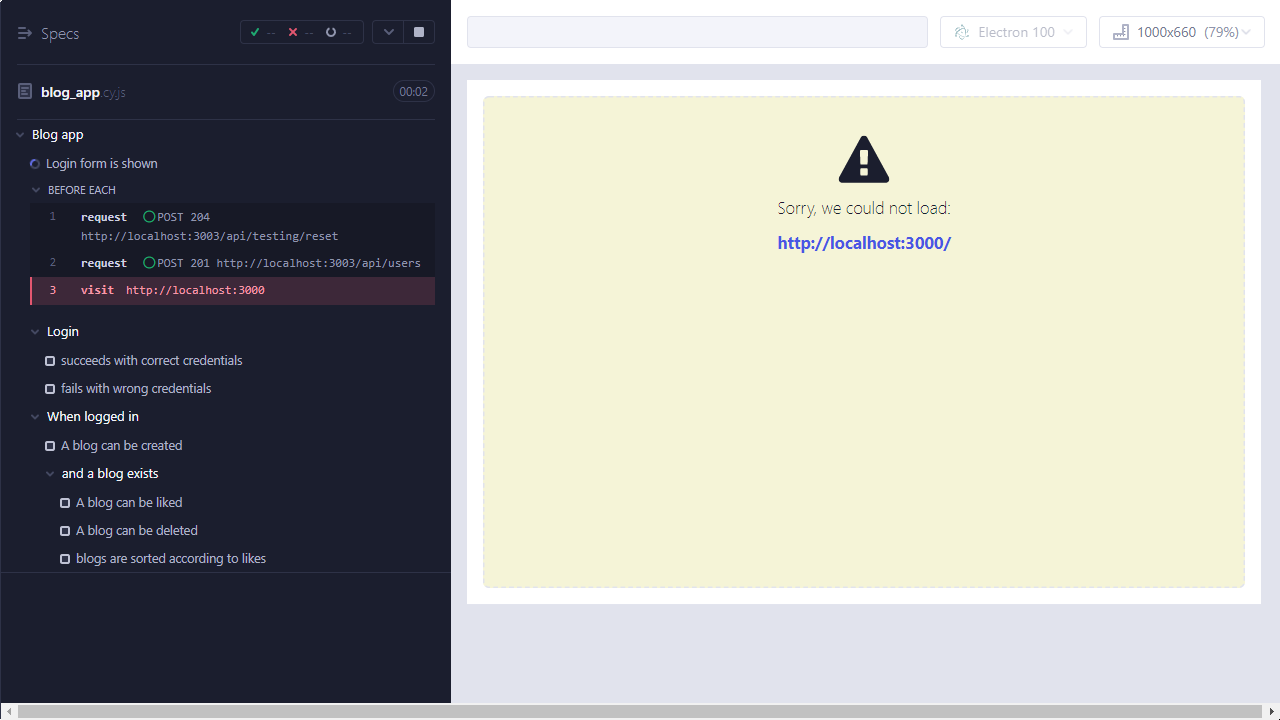 Specs
-- -- --
blog_app.cy.js
00:02
Blog app
Login form is shown
BEFORE EACH
1 request POST 204
http://localhost:3003/api/testing/reset
2 request POST 201 http://localhost:3003/api/users
3 visit http://localhost:3000
Login
succeeds with correct credentials
fails with wrong credentials
When logged in
A blog can be created
and a blog exists
A blog can be liked
A blog can be deleted
blogs are sorted according to likes
Electron 100
1000x660 (79%)
Sorry, we could not load:
http://localhost:3000/